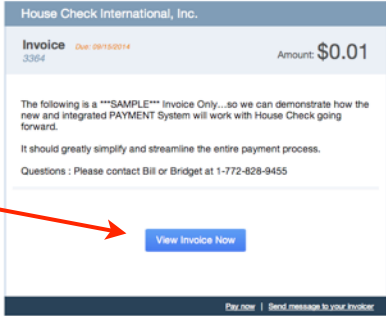 House Check International, Inc.
Invoice Due: 09/15/2014
3364
Amount: $0.01
The following is a ***SAMPLE*** Invoice Only...so we can demonstrate how the
new and integrated PAYMENT System will work with House Check going
forward.
It should greatly simplify and streamline the entire payment process.
Questions : Please contact Bill or Bridget at 1-772-828-9455
View Invoice Now
Pay now | Send message to your Invoicer